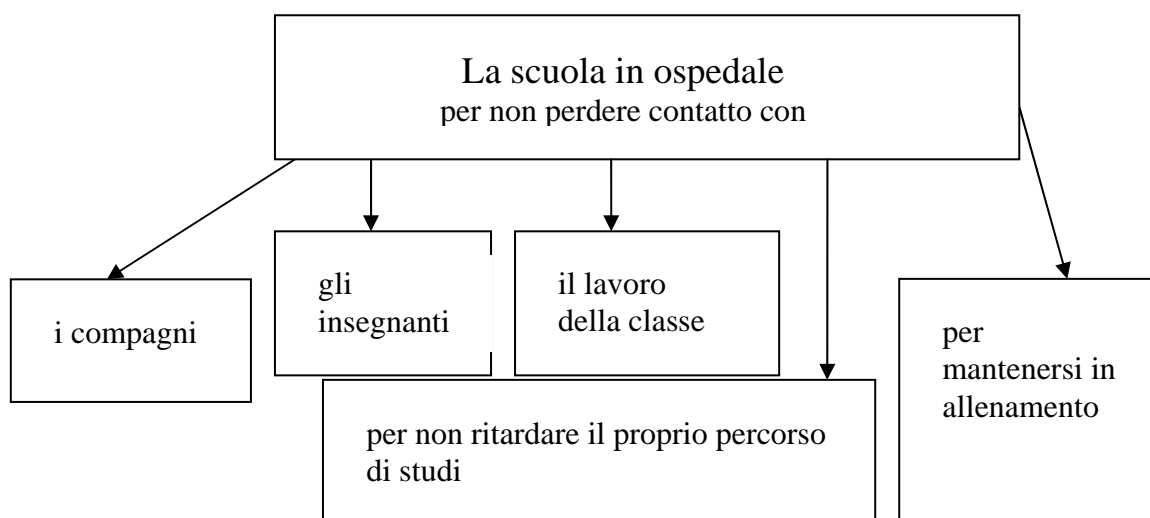 La scuola in ospedale
per non perdere contatto con
i compagni
gli
insegnanti
il lavoro
della classe
per non ritardare il proprio percorso
di studi
per
mantenersi in
allenamento